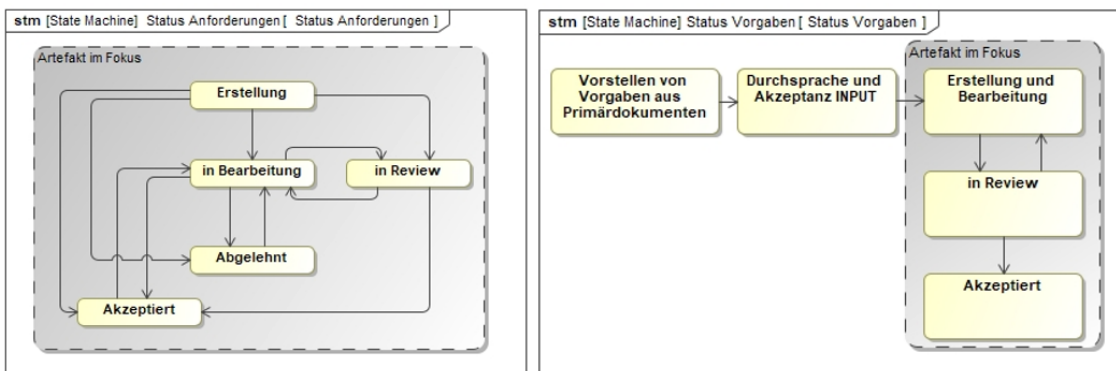 stm [State Machine] Status Anforderungen [ Status Anforderungen ]
Artefakt im Fokus
Erstellung
in Bearbeitung
in Review
Abgelehnt
Akzeptiert
stm [State Machine] Status Vorgaben [ Status Vorgaben ]
Artefakt im Fokus
Vorstellen von
Vorgaben aus
Primärdokumenten
Durchsprache und
Akzeptanz INPUT
Erstellung und
Bearbeitung
in Review
Akzeptiert